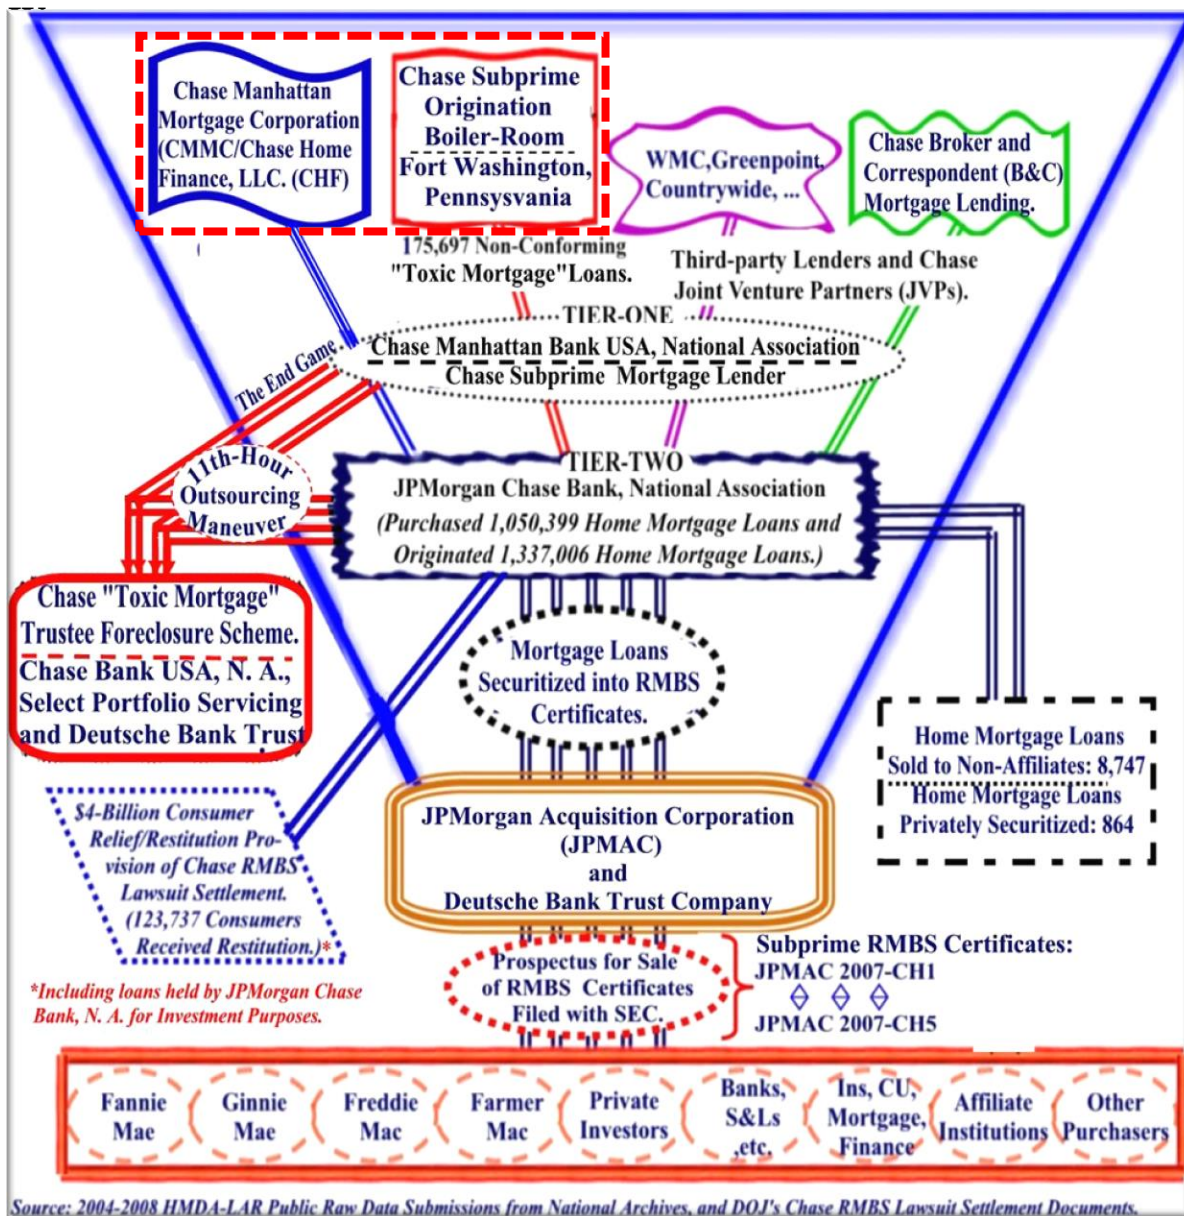 Chase Manhattan
Mortgage Corporation
(CMMC/Chase Home
Finance, LLC. (CHF)
Chase Subprime
Origination
Boiler-Room
Fort Washington,
Pennsysvania
WMC,Greenpoint,
Countrywide, ...
Chase Broker and
Correspondent (B&C)
Mortgage Lending.
175,697 Non-Conforming
"Toxic Mortgage"Loans.
Third-party Lenders and Chase
Joint Venture Partners (JVPs).
TIER-ONE
Chase Manhattan Bank USA, National Association
Chase Subprime Mortgage Lender
The End Game
11th-Hour
Outsourcing
Maneuver
TIER-TWO
JPMorgan Chase Bank, National Association
(Purchased 1,050,399 Home Mortgage Loans and
Originated 1,337,006 Home Mortgage Loans.)
Chase "Toxic Mortgage"
Trustee Foreclosure Scheme.
Chase Bank USA, N. A.,
Select Portfolio Servicing
and Deutsche Bank Trust
Mortgage Loans
Securitized into RMBS
Certificates.
Home Mortgage Loans
Sold to Non-Affiliates: 8,747
Home Mortgage Loans
Privately Securitized: 864
$4-Billion Consumer
Relief/Restitution Pro-
vision of Chase RMBS
Lawsuit Settlement.
(123,737 Consumers
Received Restitution.)*
*Including loans held by JPMorgan Chase
Bank, N. A. for Investment Purposes.
JPMorgan Acquisition Corporation
(JPMAC)
and
Deutsche Bank Trust Company
Prospectus for Sale
of RMBS Certificates
Filed with SEC.
Subprime RMBS Certificates:
JPMAC 2007-CH1
JPMAC 2007-CH5
Fannie
Mae
Ginnie
Mae
Freddie
Mac
Farmer
Mac
Private
Investors
Banks,
S&Ls
,etc.
Ins, CU,
Mortgage,
Finance
Affiliate
Institutions
Other
Purchasers
Source: 2004-2008 HMDA-LAR Public Raw Data Submissions from National Archives, and DOJ's Chase RMBS Lawsuit Settlement Documents.